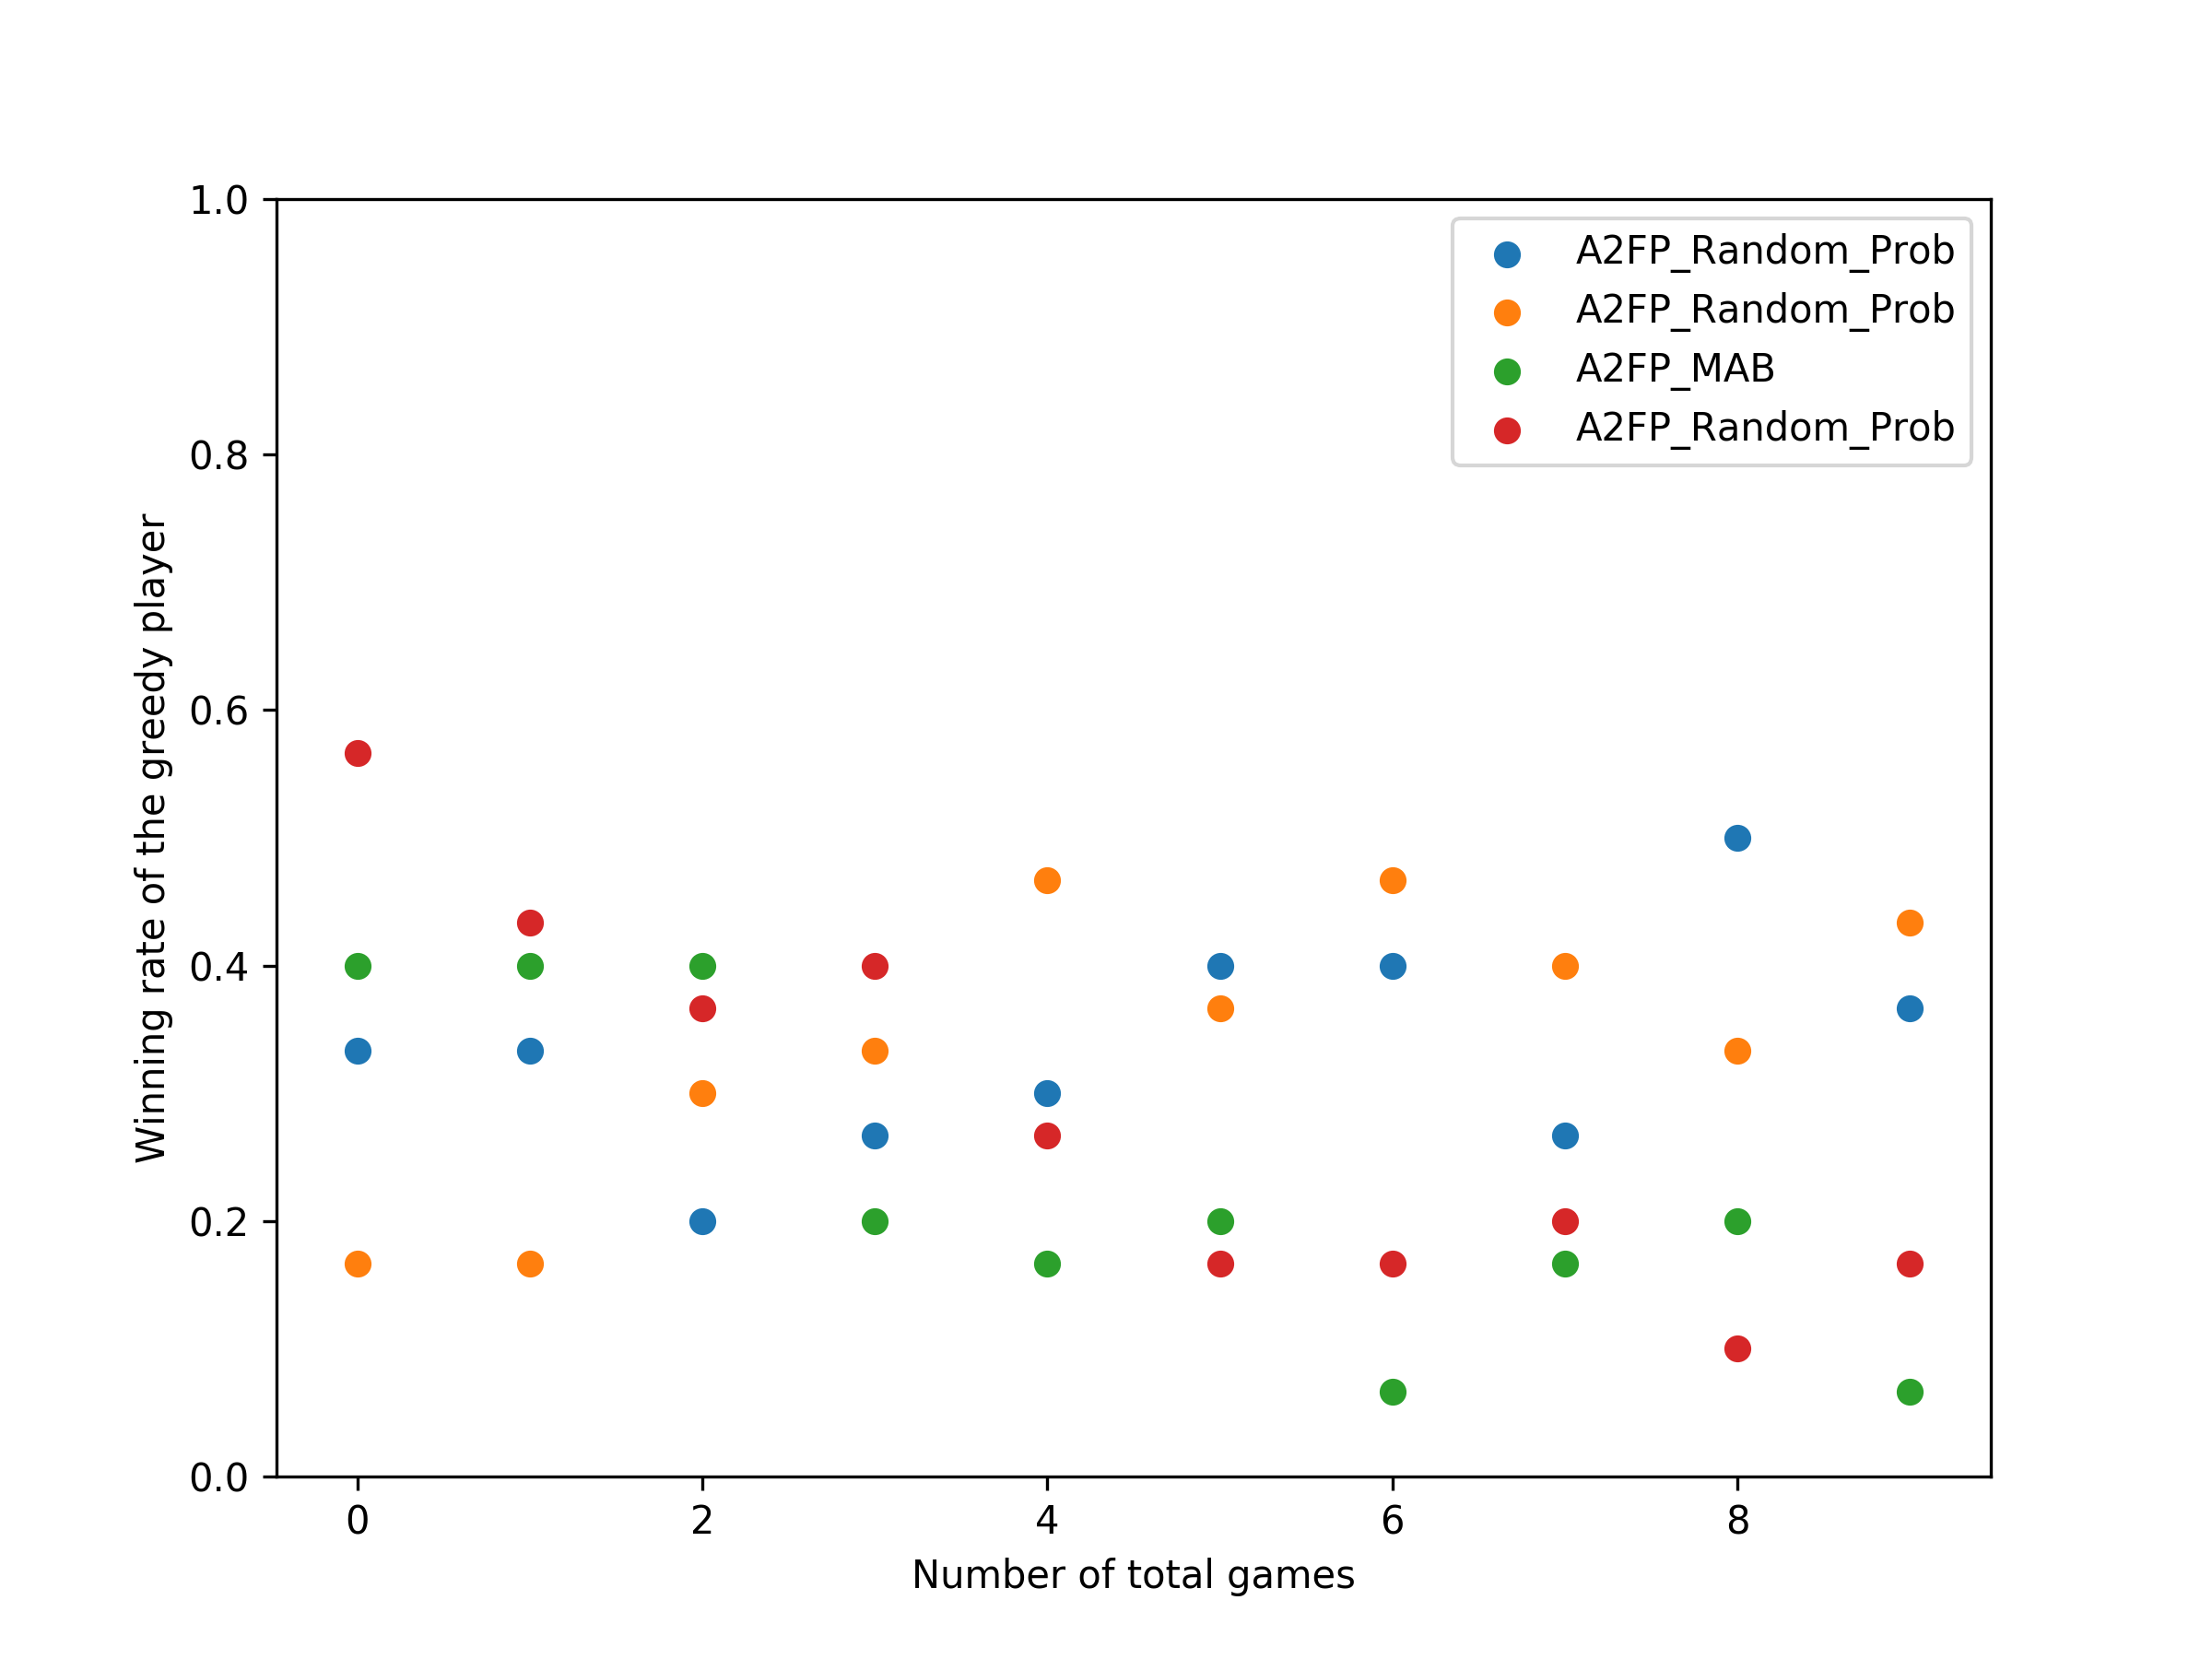 1.0
0.8
0.6
0.4
0.2
0.0
Winning rate of the greedy player
A2FP_Random_Prob
A2FP_Random_Prob
A2FP_MAB
A2FP_Random_Prob
0 2 4 6 8
Number of total games